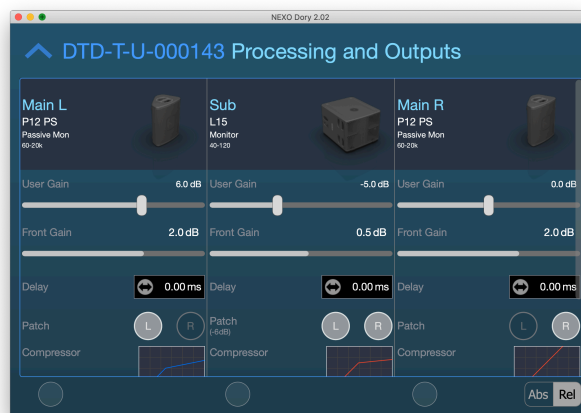 NEXO Dory 2.02
DTD-T-U-000143 Processing and Outputs
Main L
P12 PS
Passive Mon
60-20k
Sub
L15
Monitor
40-120
Main R
P12 PS
Passive Mon
60-20k
User Gain 6.0 dB
User Gain -5.0 dB
User Gain 0.0 dB
Front Gain 2.0 dB
Front Gain 0.5 dB
Front Gain 2.0 dB
Delay 0.00 ms
Delay 0.00 ms
Delay 0.00 ms
Patch L R
Patch L R
(-6dB)
Patch L R
Compressor
Compressor
Compressor
Abs Rel